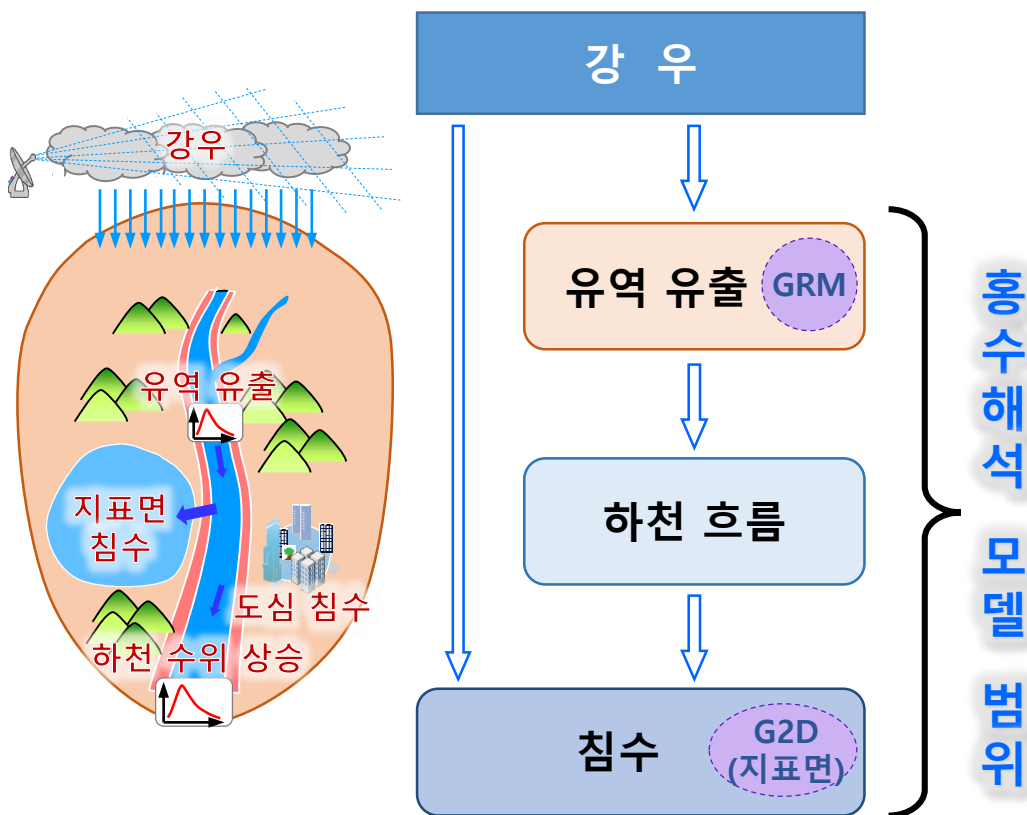 강우
유역 유출
지표면
침수
도심 침수
하천 수위 상승
강 우
유역 유출
GRM
하천 흐름
침수
G2D
(지표면)
홍수해석 모델 범위